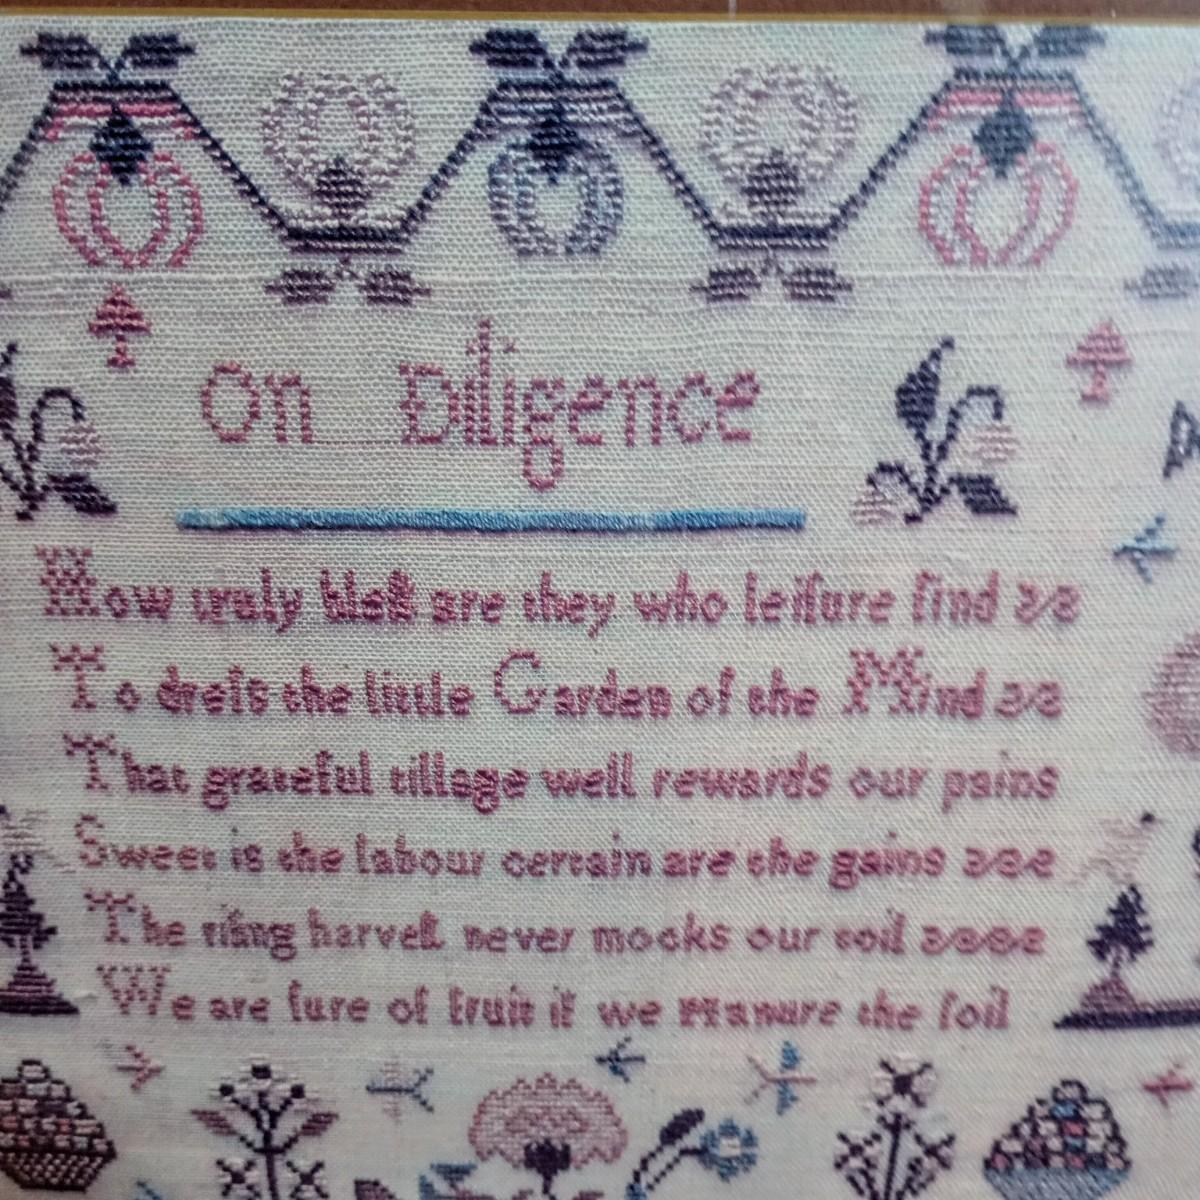 On Diligence
How truly bleſt are they who leiſure find
To dreſs the little Garden of the Mind
That grateful tillage well rewards our pains
Sweet is the labour certain are the gains
The riſing harveſt never mocks our toil
We are ſure of fruit if we Manure the ſoil